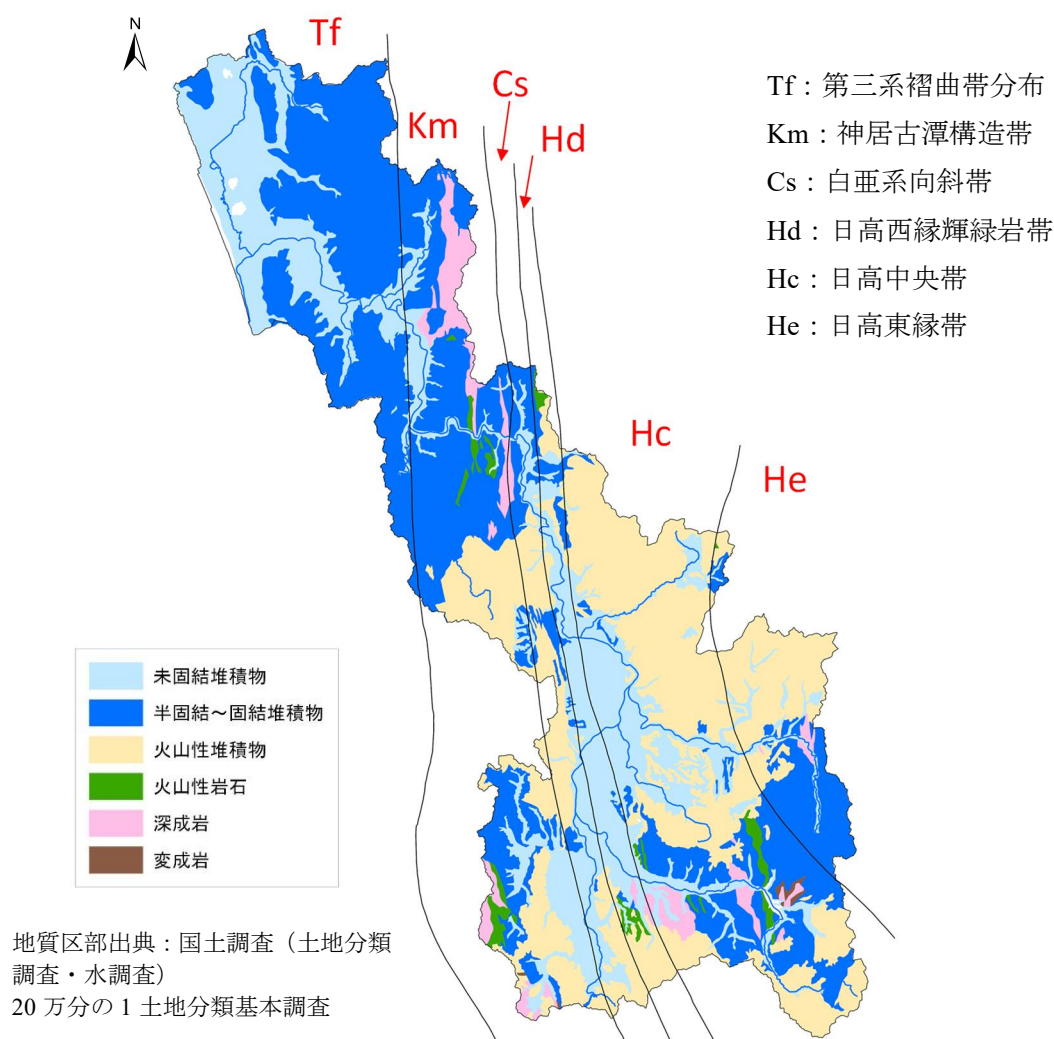 N
Tf
Cs
Km
Hd
Hc
He
Tf：第三系褶曲帯分布
Km：神居古潭構造帯
Cs：白亜系向斜帯
Hd：日高西縁輝緑岩帯
Hc：日高中央帯
He：日高東縁帯
未固結堆積物
半固結～固結堆積物
火山性堆積物
火山性岩石
深成岩
変成岩
地質区部出典：国土調査（土地分類
調査・水調査）
20 万分の 1 土地分類基本調査